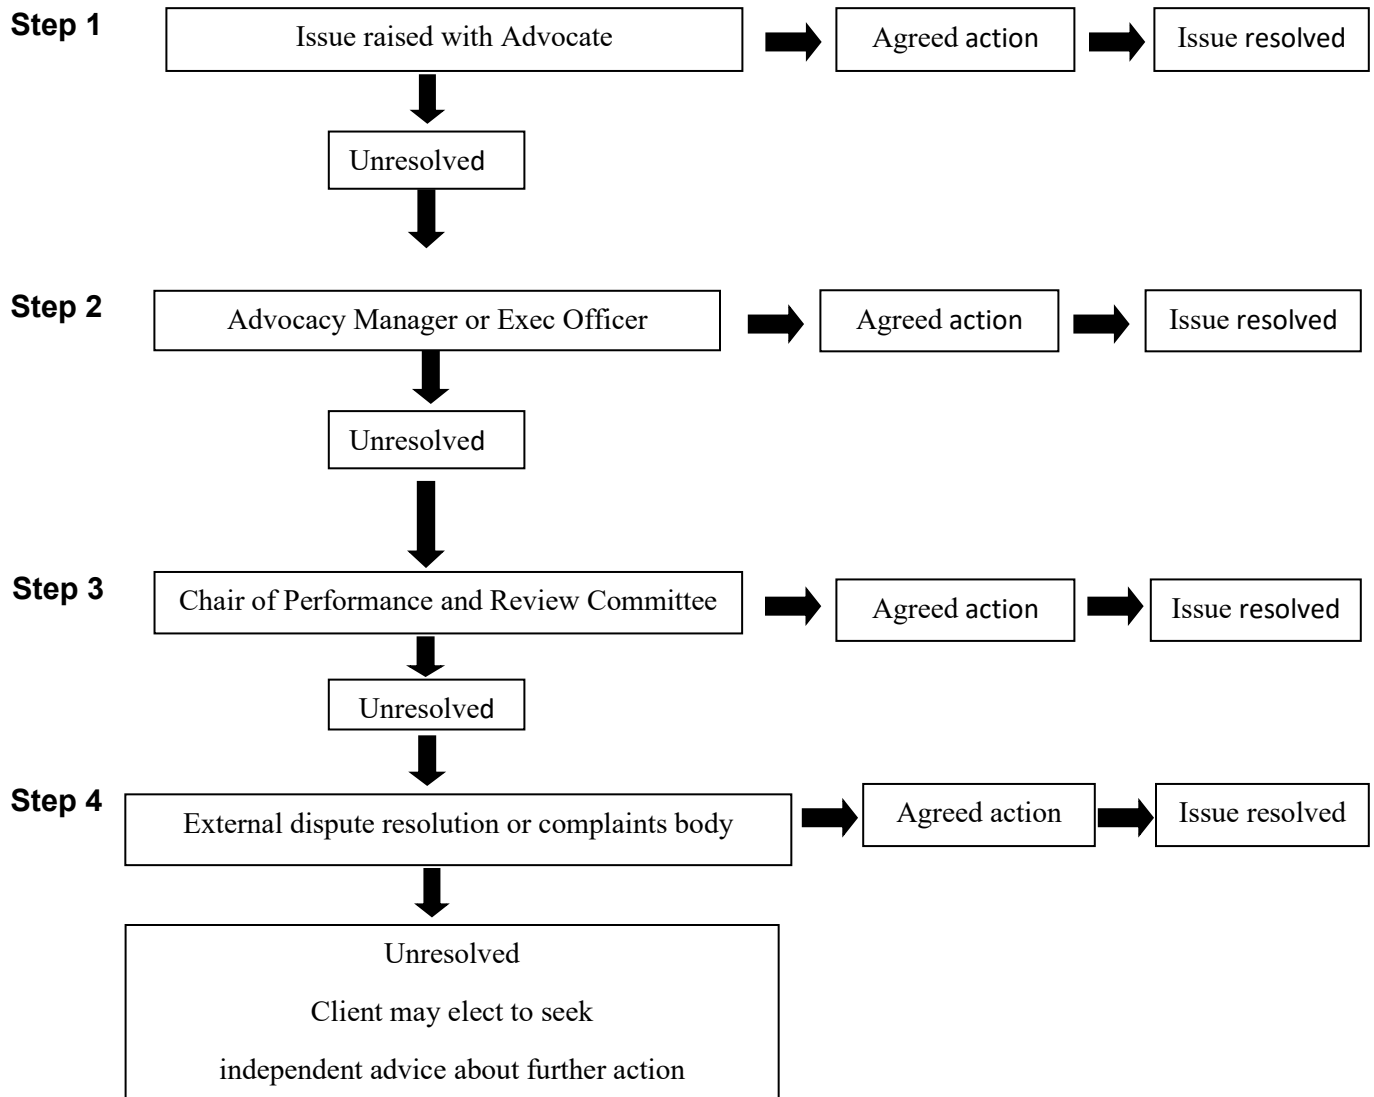 Step 1
Issue raised with Advocate
Agreed action
Issue resolved
Unresolved
Step 2
Advocacy Manager or Exec Officer
Agreed action
Issue resolved
Unresolved
Step 3
Chair of Performance and Review Committee
Agreed action
Issue resolved
Unresolved
Step 4
External dispute resolution or complaints body
Agreed action
Issue resolved
Unresolved
Client may elect to seek
independent advice about further action